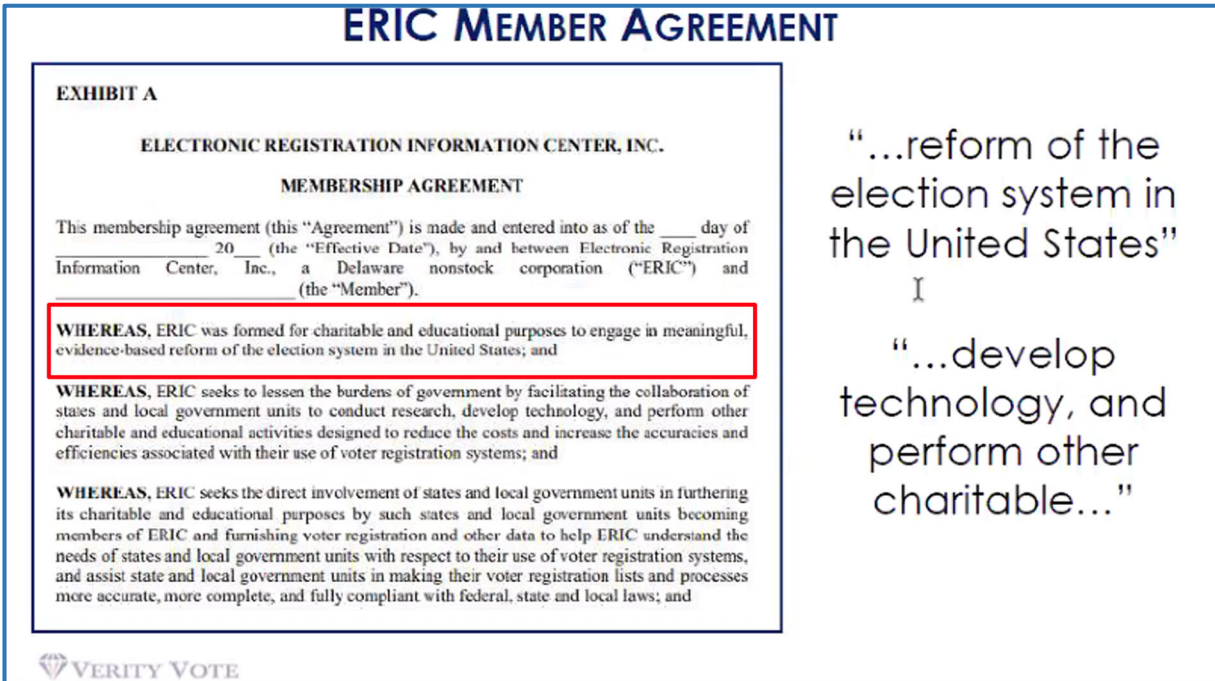 ERIC MEMBER AGREEMENT
EXHIBIT A
ELECTRONIC REGISTRATION INFORMATION CENTER, INC.
MEMBERSHIP AGREEMENT
This membership agreement (this “Agreement”) is made and entered into as of the ____ day of
________________ 20___ (the “Effective Date”), by and between Electronic Registration
Information Center, Inc., a Delaware nonstock corporation (“ERIC”) and
_________________________ (the “Member”).
WHEREAS, ERIC was formed for charitable and educational purposes to engage in meaningful,
evidence-based reform of the election system in the United States; and
WHEREAS, ERIC seeks to lessen the burdens of government by facilitating the collaboration of
states and local government units to conduct research, develop technology, and perform other
charitable and educational activities designed to reduce the costs and increase the accuracies and
efficiencies associated with their use of voter registration systems; and
WHEREAS, ERIC seeks the direct involvement of states and local government units in furthering
its charitable and educational purposes by such states and local government units becoming
members of ERIC and furnishing voter registration and other data to help ERIC understand the
needs of states and local government units with respect to their use of voter registration systems,
and assist state and local government units in making their voter registration lists and processes
more accurate, more complete, and fully compliant with federal, state and local laws; and
“...reform of the
election system in
the United States”
“...develop
technology, and
perform other
charitable...”
VERITY VOTE